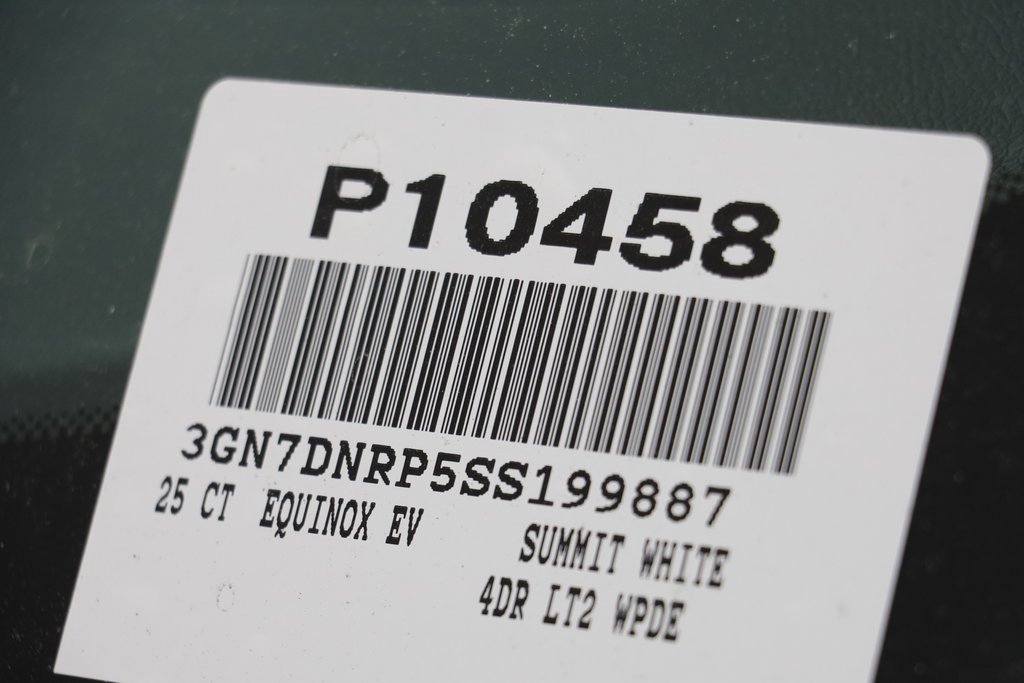 P10458
3GN7DNRP5SS199887
25 CT EQUINOX EV SUMMIT WHITE
4DR LT2 WPDE